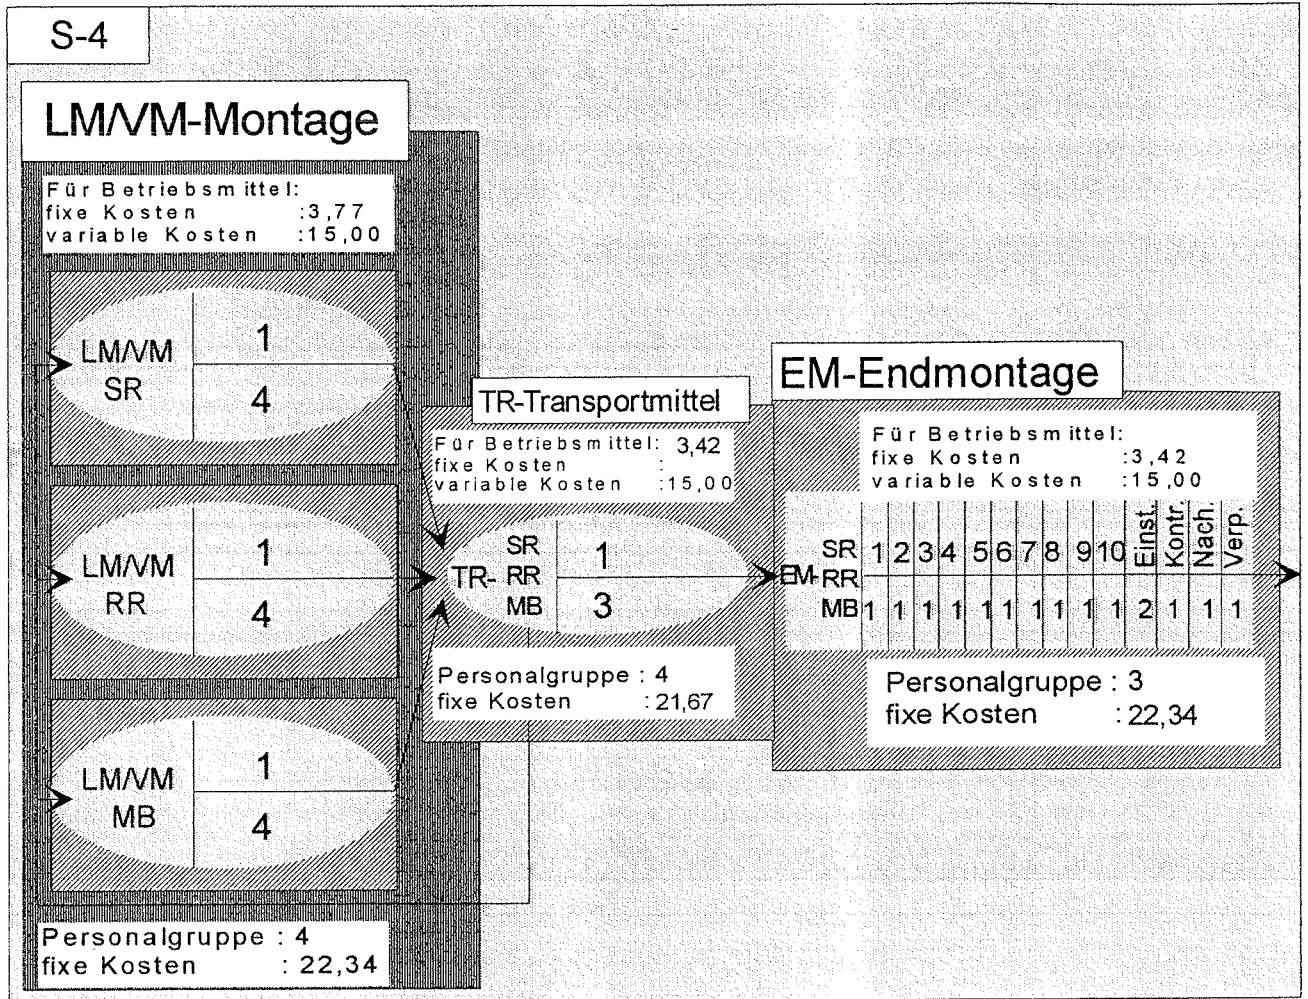 S-4
LM/VM-Montage
Für Betriebsmittel:
fixe Kosten :3,77
variable Kosten :15,00
LM/VM
SR
1
4
LM/VM
RR
1
4
LM/VM
MB
1
4
Personalgruppe : 4
fixe Kosten : 22,34
TR-Transportmittel
Für Betriebsmittel: 3,42
fixe Kosten :
variable Kosten :15,00
TR-
SR
RR
MB
1
3
Personalgruppe : 4
fixe Kosten : 21,67
EM-Endmontage
Für Betriebsmittel:
fixe Kosten :3,42
variable Kosten :15,00
EM-
SR
RR
MB
1 2 3 4 5 6 7 8 9 10 Einst. Kontr. Nach. Verp.
1 1 1 1 1 1 1 1 1 1 2 1 1 1
Personalgruppe : 3
fixe Kosten : 22,34